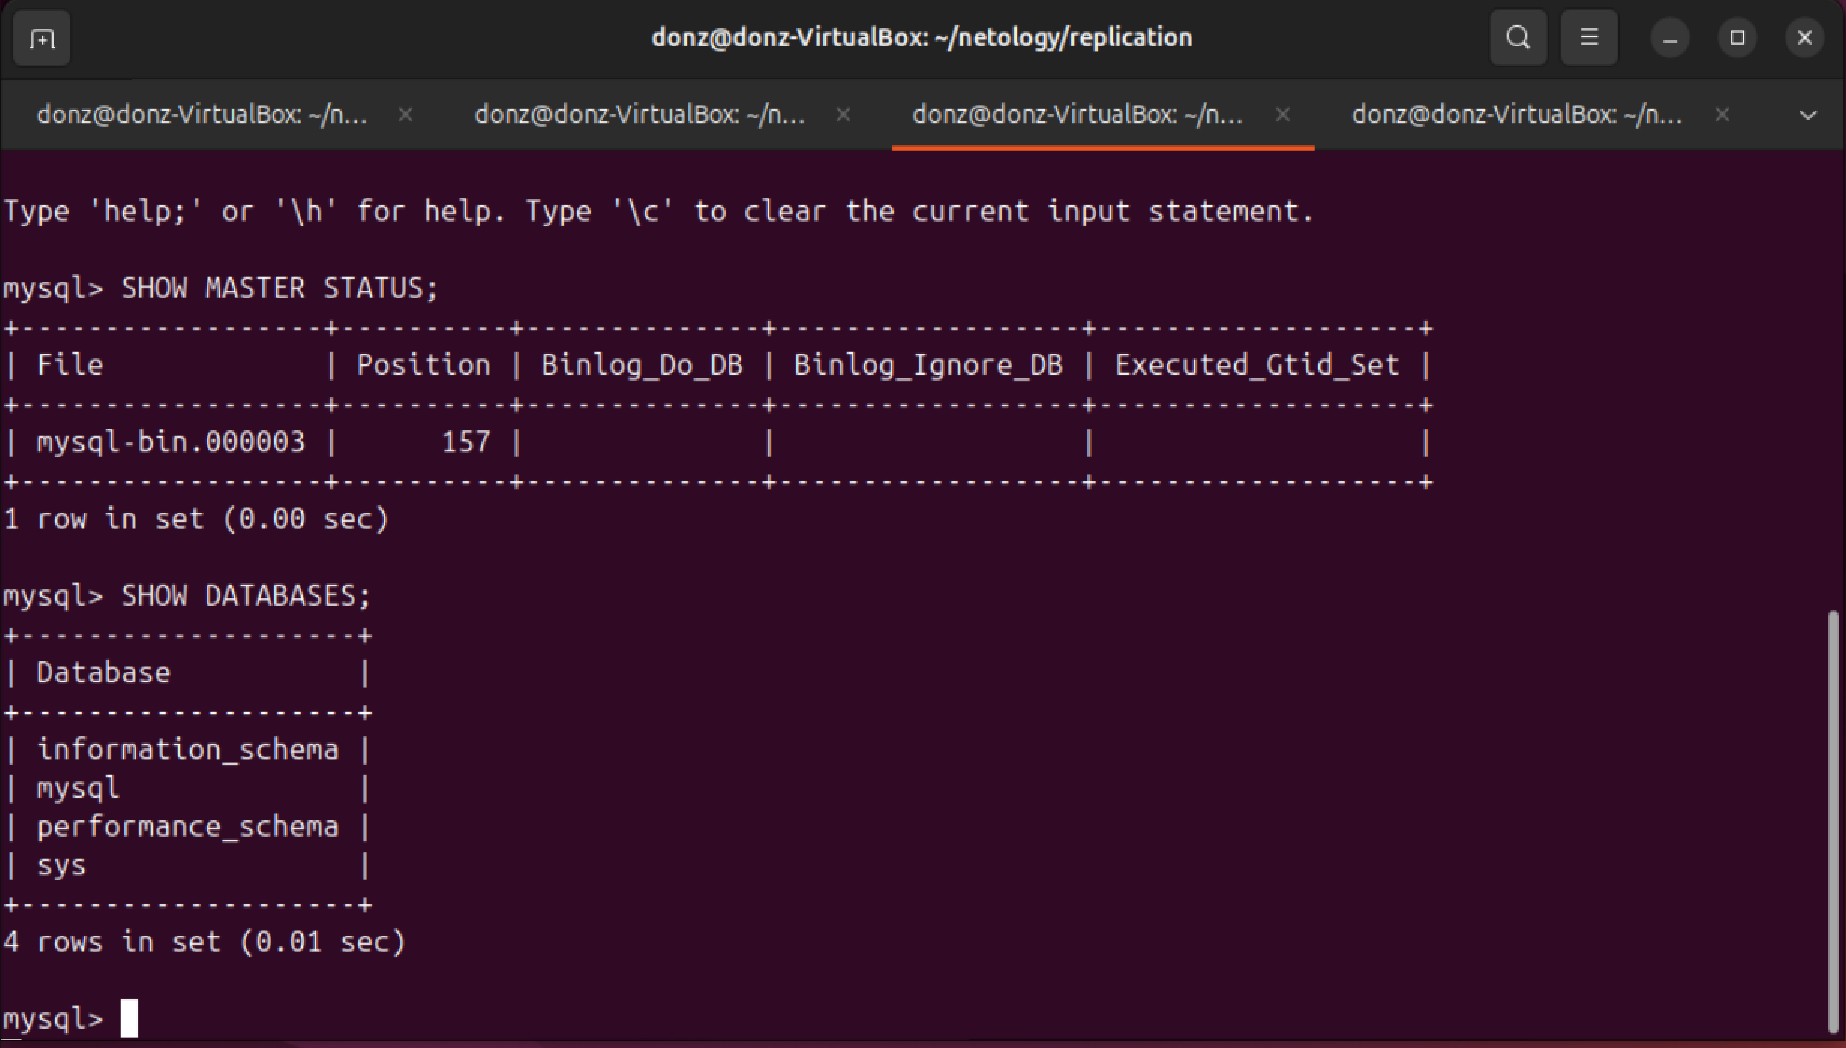 donz@donz-VirtualBox: ~/netology/replication
donz@donz-VirtualBox: ~/n... donz@donz-VirtualBox: ~/n... donz@donz-VirtualBox: ~/n... donz@donz-VirtualBox: ~/n...
Type 'help;' or '\h' for help. Type '\c' to clear the current input statement.
mysql> SHOW MASTER STATUS;
+------------------+----------+--------------+------------------+-------------------+
| File             | Position | Binlog_Do_DB | Binlog_Ignore_DB | Executed_Gtid_Set |
+------------------+----------+--------------+------------------+-------------------+
| mysql-bin.000003 |      157 |              |                  |                   |
+------------------+----------+--------------+------------------+-------------------+
1 row in set (0.00 sec)
mysql> SHOW DATABASES;
+--------------------+
| Database           |
+--------------------+
| information_schema |
| mysql              |
| performance_schema |
| sys                |
+--------------------+
4 rows in set (0.01 sec)
mysql>